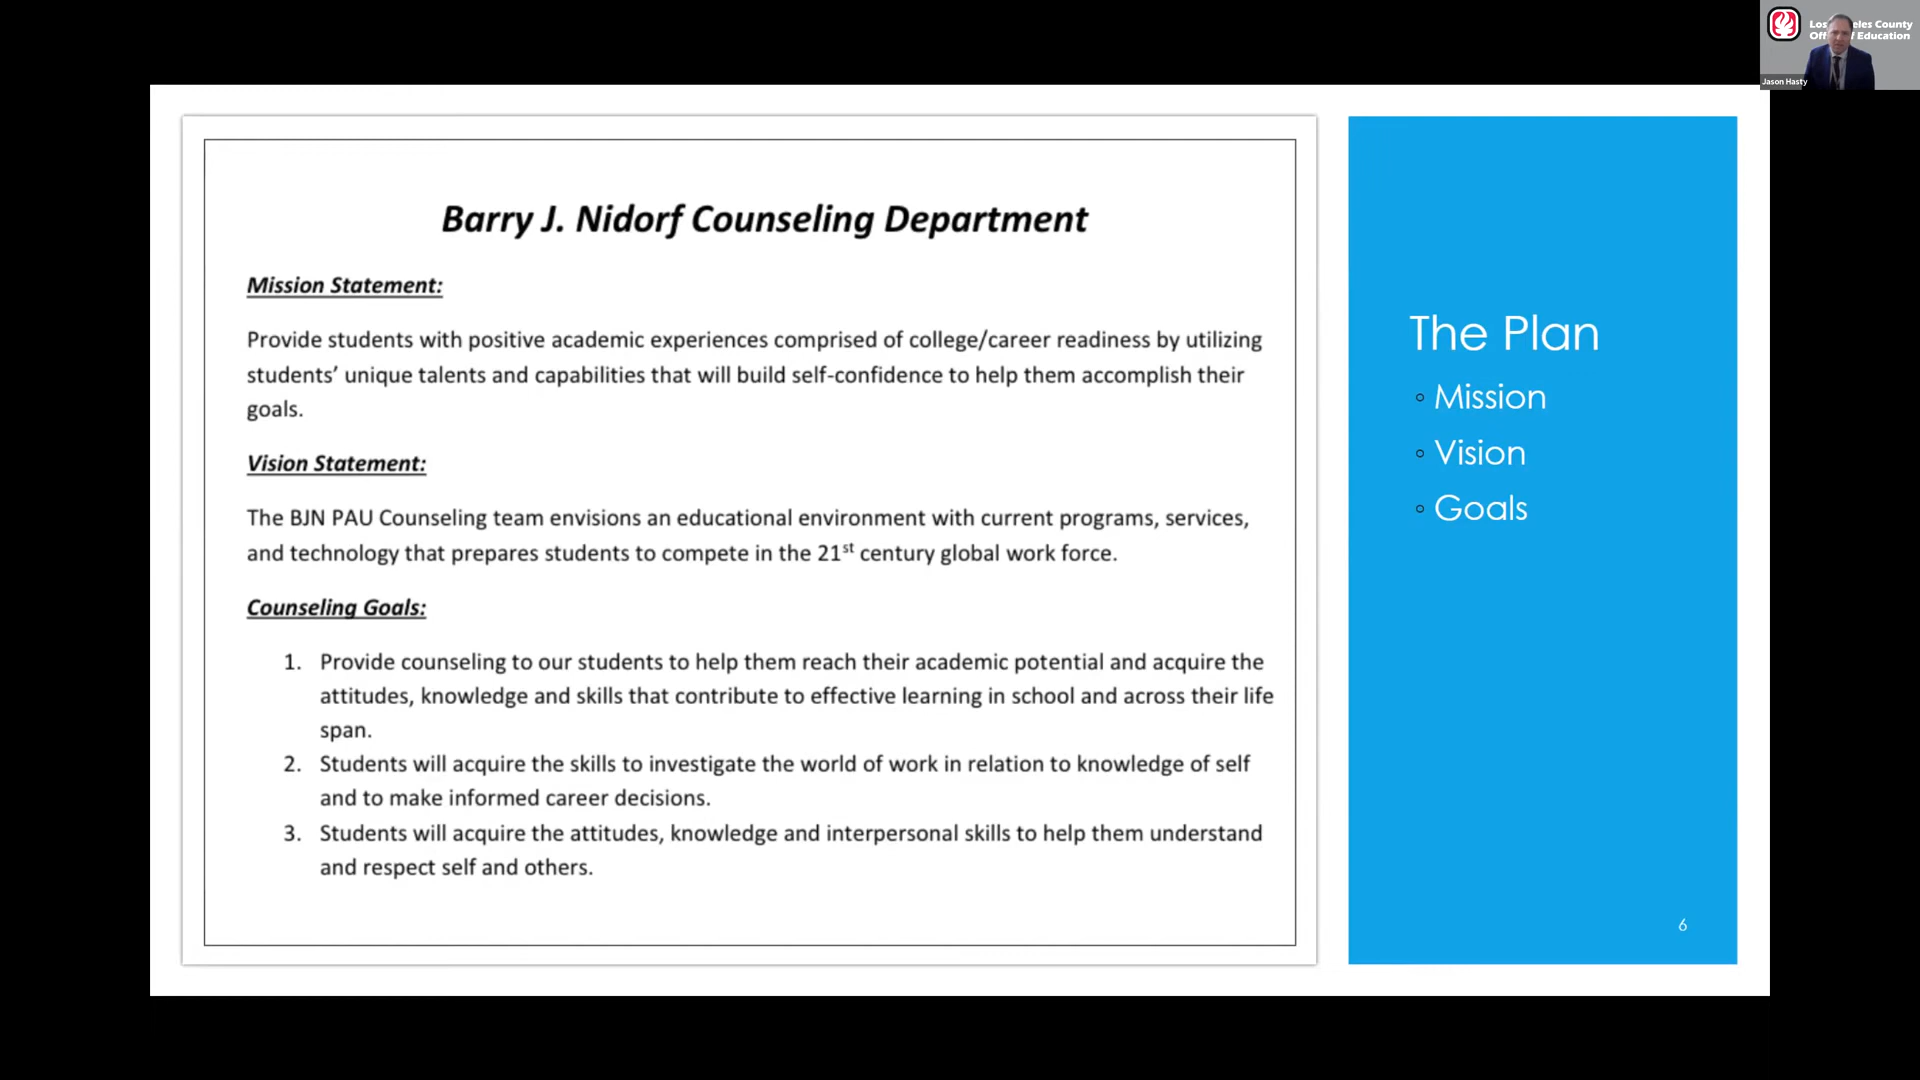 Barry J. Nidorf Counseling Department
Mission Statement:
Provide students with positive academic experiences comprised of college/career readiness by utilizing
students’ unique talents and capabilities that will build self-confidence to help them accomplish their
goals.
Vision Statement:
The BJN PAU Counseling team envisions an educational environment with current programs, services,
and technology that prepares students to compete in the 21st century global work force.
Counseling Goals:
1. Provide counseling to our students to help them reach their academic potential and acquire the
attitudes, knowledge and skills that contribute to effective learning in school and across their life
span.
2. Students will acquire the skills to investigate the world of work in relation to knowledge of self
and to make informed career decisions.
3. Students will acquire the attitudes, knowledge and interpersonal skills to help them understand
and respect self and others.
The Plan
◦ Mission
◦ Vision
◦ Goals
6
County
Education
Jason Hasty